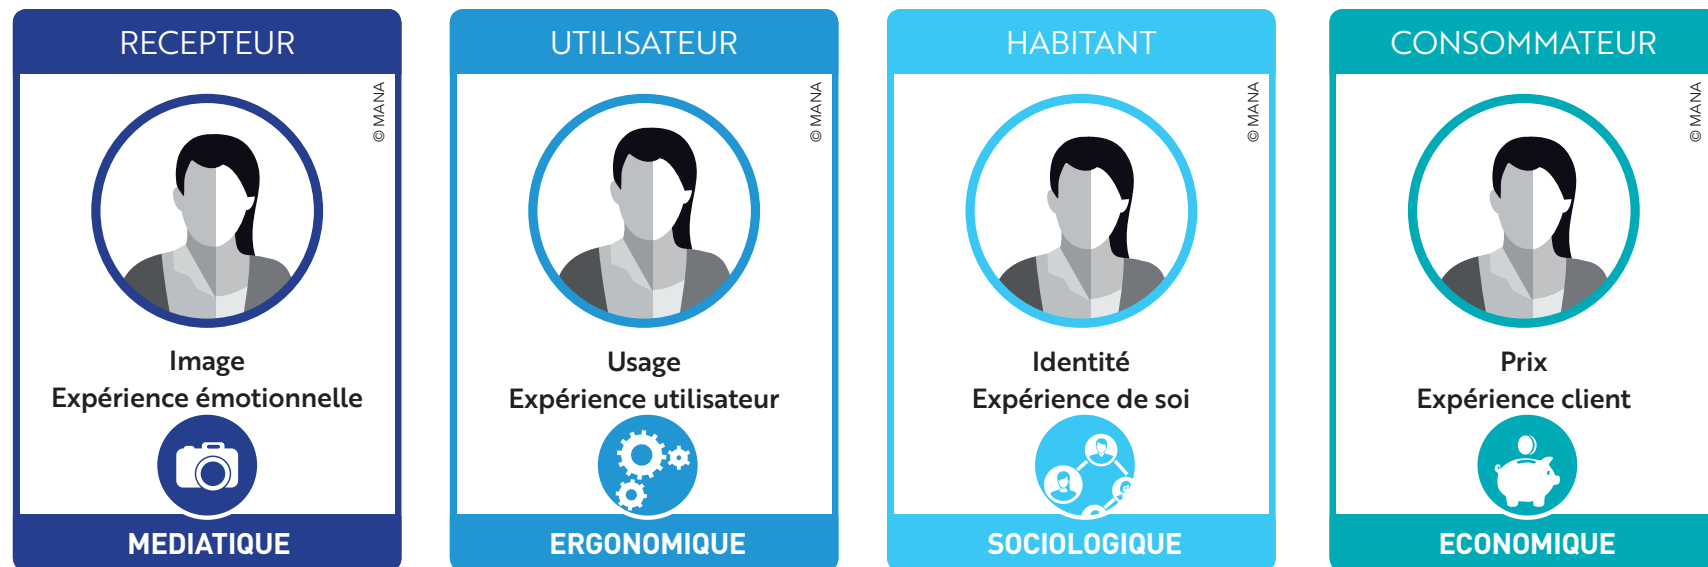 RECEPTEUR
© MANA
Image
Expérience émotionnelle
MEDIATIQUE
UTILISATEUR
© MANA
Usage
Expérience utilisateur
ERGONOMIQUE
HABITANT
© MANA
Identité
Expérience de soi
SOCIOLOGIQUE
CONSOMMATEUR
© MANA
Prix
Expérience client
ECONOMIQUE